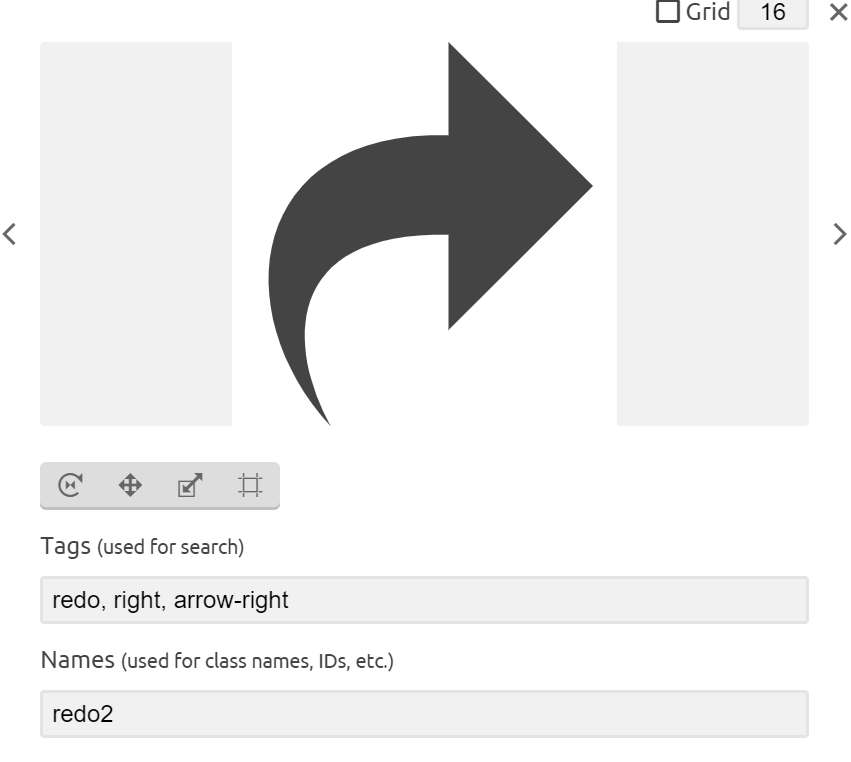 Grid 16
Tags (used for search)
redo, right, arrow-right
Names (used for class names, IDs, etc.)
redo2